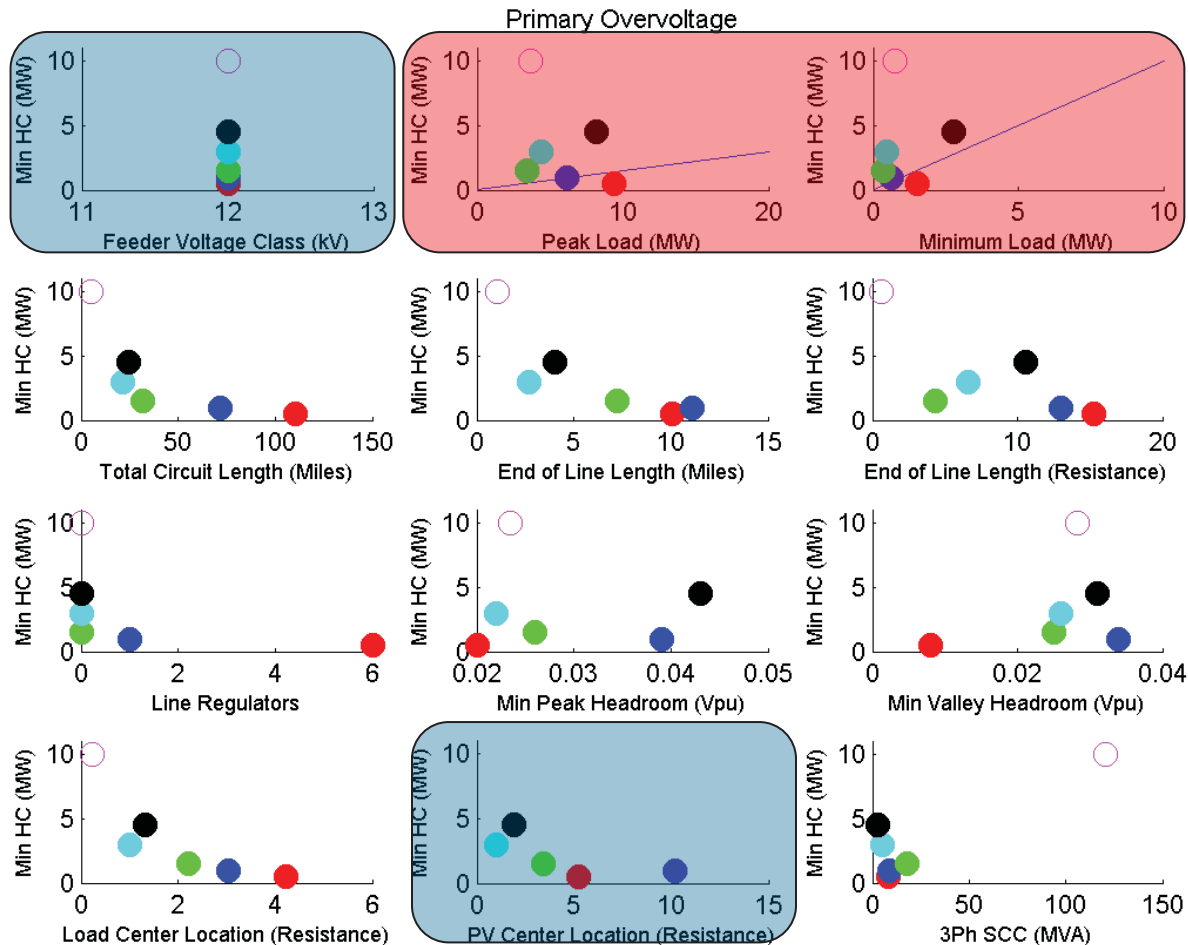 Primary Overvoltage
Min HC (MW)
10
5
0
11 12 13
Feeder Voltage Class (kV)
Min HC (MW)
10
5
0
0 10 20
Peak Load (MW)
Min HC (MW)
10
5
0
0 5 10
Minimum Load (MW)
Min HC (MW)
10
5
0
0 50 100 150
Total Circuit Length (Miles)
Min HC (MW)
10
5
0
0 5 10 15
End of Line Length (Miles)
Min HC (MW)
10
5
0
0 10 20
End of Line Length (Resistance)
Min HC (MW)
10
5
0
0 2 4 6
Line Regulators
Min HC (MW)
10
5
0
0.02 0.03 0.04 0.05
Min Peak Headroom (Vpu)
Min HC (MW)
10
5
0
0 0.02 0.04
Min Valley Headroom (Vpu)
Min HC (MW)
10
5
0
0 2 4 6
Load Center Location (Resistance)
Min HC (MW)
10
5
0
0 5 10 15
PV Center Location (Resistance)
Min HC (MW)
10
5
0
0 50 100 150
3Ph SCC (MVA)